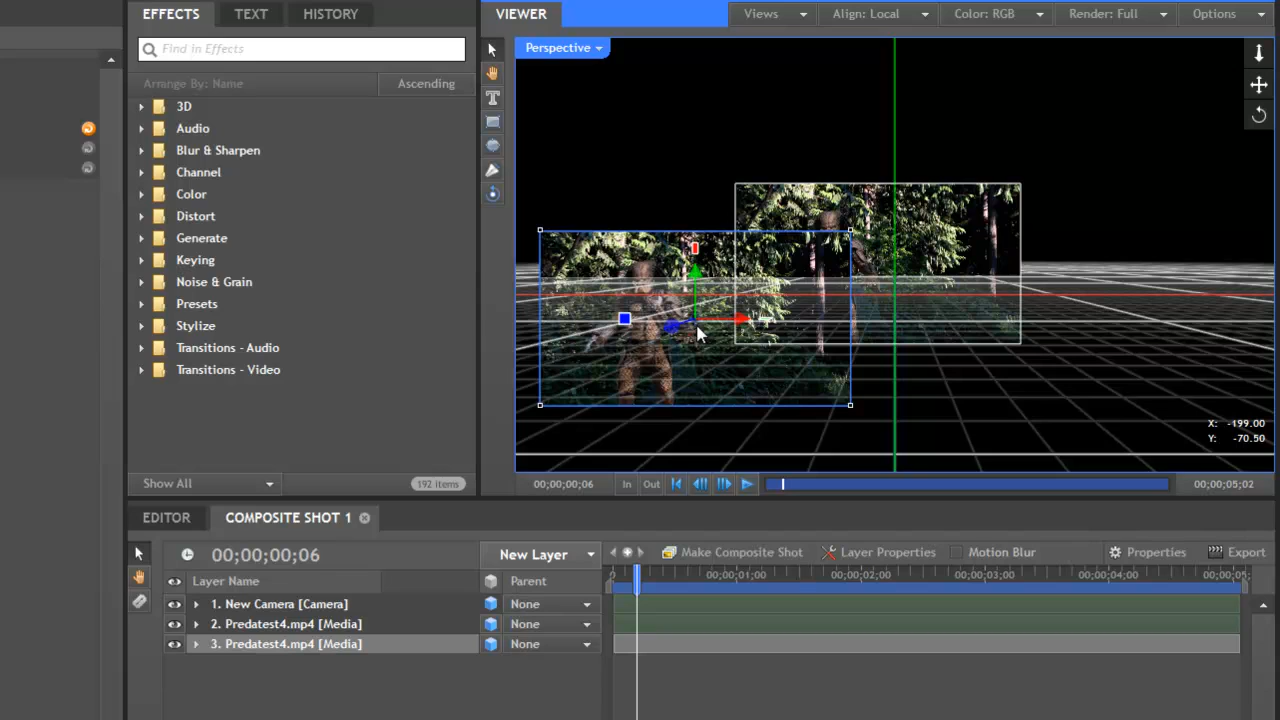 EFFECTS TEXT HISTORY
Find in Effects
Arrange By: Name Ascending
3D
Audio
Blur & Sharpen
Channel
Color
Distort
Generate
Keying
Noise & Grain
Presets
Stylize
Transitions - Audio
Transitions - Video
Show All 192 items
VIEWER Views Align: Local Color: RGB Render: Full Options
Perspective
X: -199.00
Y: -70.50
00;00;00;06 In Out 00;00;05;02
EDITOR COMPOSITE SHOT 1
00;00;00;06 New Layer Make Composite Shot Layer Properties Motion Blur Properties Export
Layer Name Parent 0 00;00;01;00 00;00;02;00 00;00;03;00 00;00;04;00 00;00;05;
1. New Camera [Camera] None
2. Predatest4.mp4 [Media] None
3. Predatest4.mp4 [Media] None